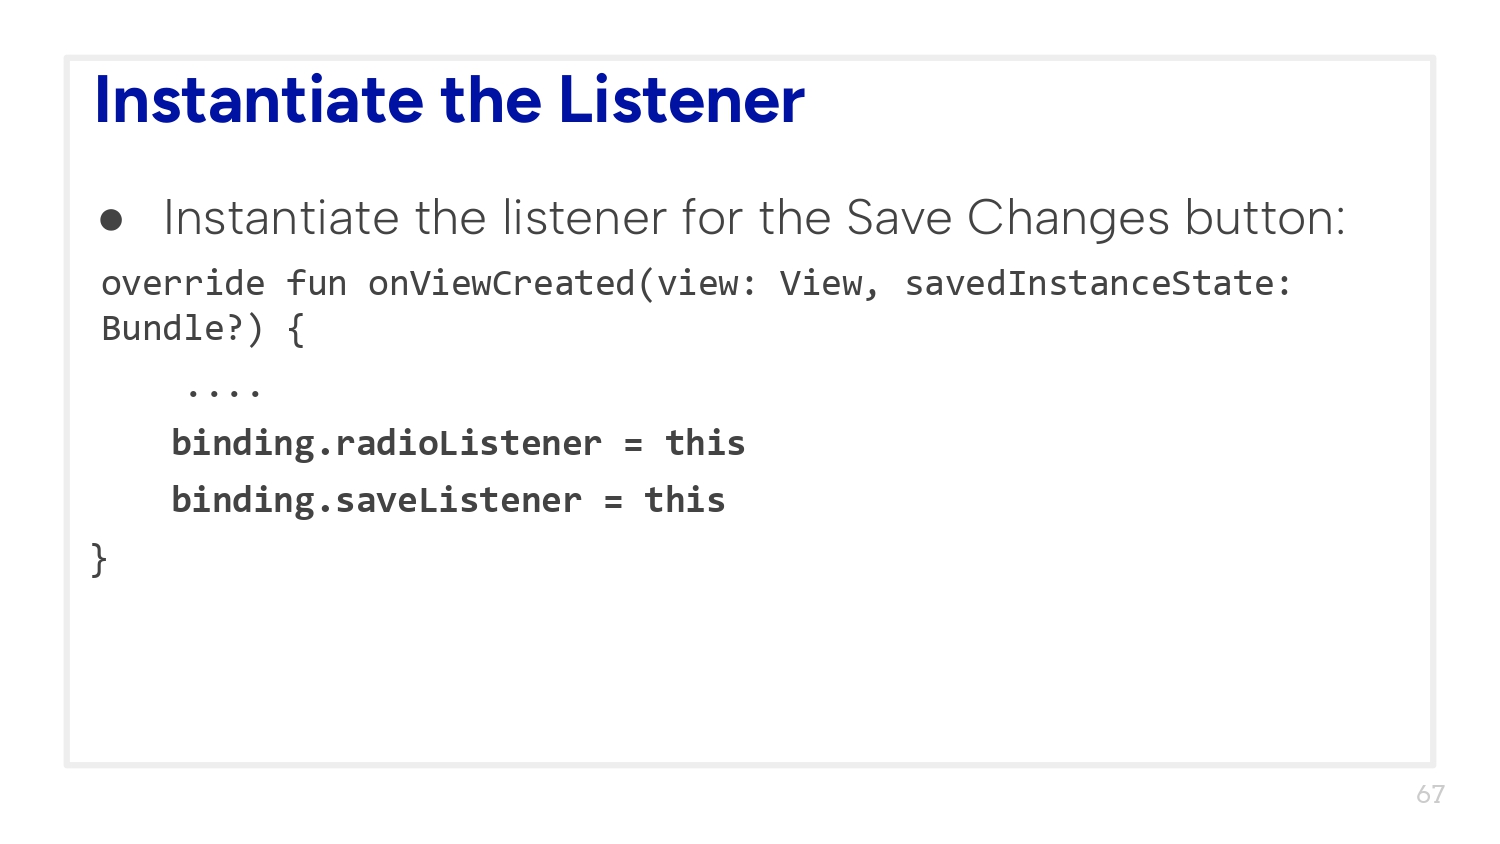 Instantiate the Listener
● Instantiate the listener for the Save Changes button:
override fun onViewCreated(view: View, savedInstanceState:
Bundle?) {
....
binding.radioListener = this
binding.saveListener = this
}
67